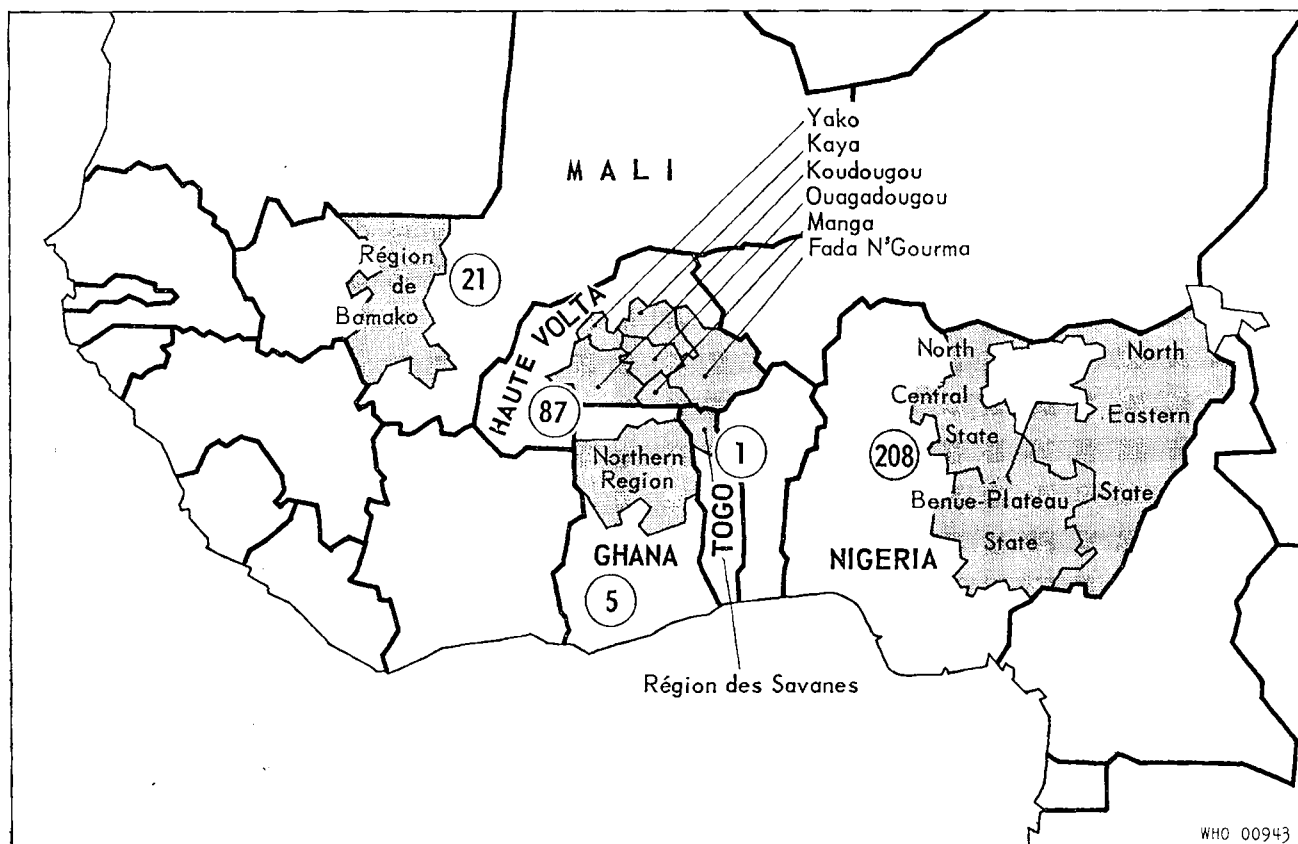 Yako
Kaya
Koudougou
Ouagadougou
Manga
Fada N'Gourma
MALI
Région
de
Bamako
21
HAUTE VOLTA
87
Northern
Region
GHANA
5
1
TOGO
Région des Savanes
North
Central
State
208
Benue-Plateau
State
NIGERIA
North
Eastern
State
WHO 00943